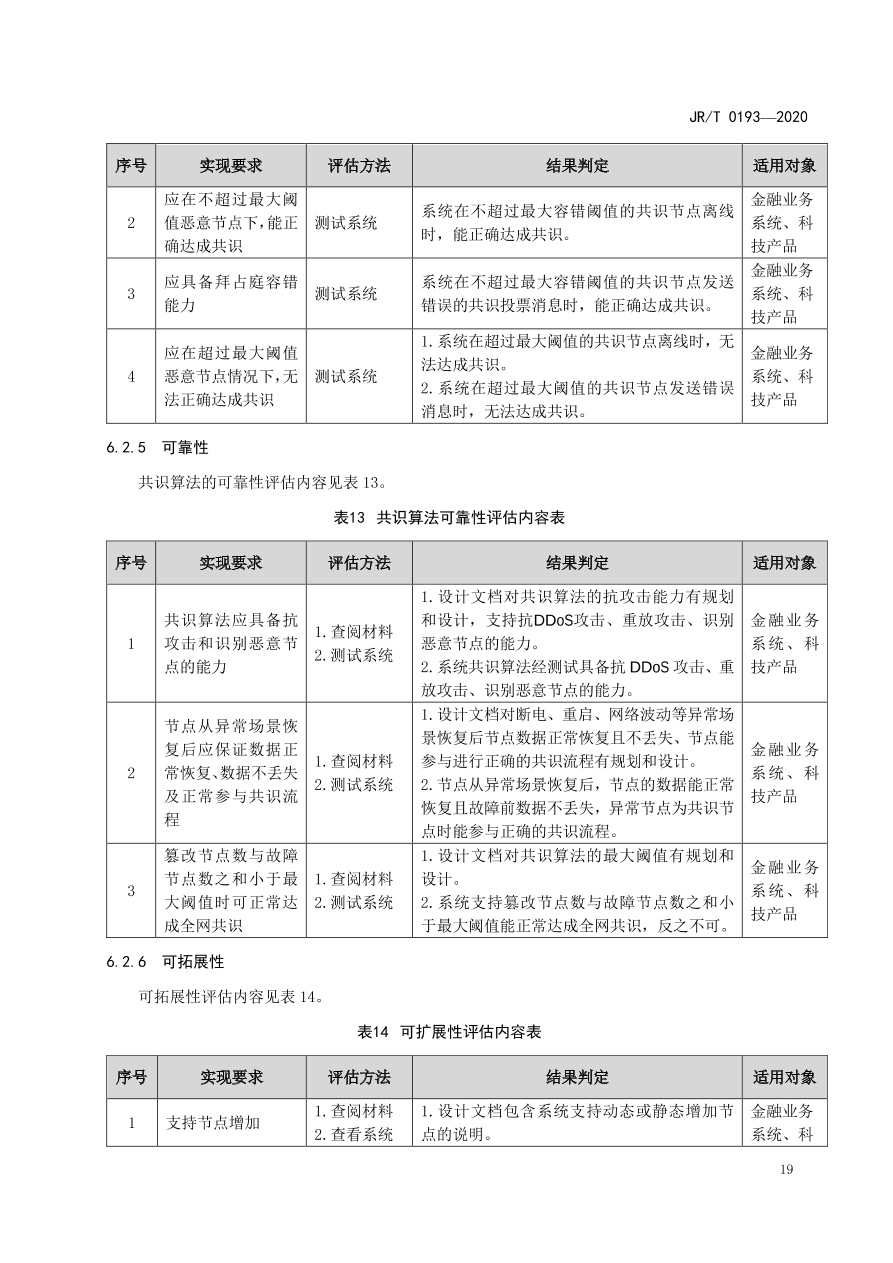 JR/T 0193—2020
序号 实现要求 评估方法 结果判定 适用对象
2
应在不超过最大阈
值恶意节点下,能正
确达成共识
测试系统
系统在不超过最大容错阈值的共识节点离线
时，能正确达成共识。
金融业务
系统、科
技产品
3
应具备拜占庭容错
能力
测试系统
系统在不超过最大容错阈值的共识节点发送
错误的共识投票消息时，能正确达成共识。
金融业务
系统、科
技产品
4
应在超过最大阈值
恶意节点情况下,无
法正确达成共识
测试系统
1.系统在超过最大阈值的共识节点离线时，无
法达成共识。
2.系统在超过最大阈值的共识节点发送错误
消息时，无法达成共识。
金融业务
系统、科
技产品
6.2.5 可靠性
共识算法的可靠性评估内容见表 13。
表13 共识算法可靠性评估内容表
序号 实现要求 评估方法 结果判定 适用对象
1
共识算法应具备抗
攻击和识别恶意节
点的能力
1.查阅材料
2.测试系统
1.设计文档对共识算法的抗攻击能力有规划
和设计，支持抗DDoS攻击、重放攻击、识别
恶意节点的能力。
2.系统共识算法经测试具备抗 DDoS 攻击、重
放攻击、识别恶意节点的能力。
金融业务
系统、科
技产品
2
节点从异常场景恢
复后应保证数据正
常恢复、数据不丢失
及正常参与共识流
程
1.查阅材料
2.测试系统
1.设计文档对断电、重启、网络波动等异常场
景恢复后节点数据正常恢复且不丢失、节点能
参与进行正确的共识流程有规划和设计。
2.节点从异常场景恢复后，节点的数据能正常
恢复且故障前数据不丢失，异常节点为共识节
点时能参与正确的共识流程。
金融业务
系统、科
技产品
3
篡改节点数与故障
节点数之和小于最
大阈值时可正常达
成全网共识
1.查阅材料
2.测试系统
1.设计文档对共识算法的最大阈值有规划和
设计。
2.系统支持篡改节点数与故障节点数之和小
于最大阈值能正常达成全网共识，反之不可。
金融业务
系统、科
技产品
6.2.6 可拓展性
可拓展性评估内容见表 14。
表14 可扩展性评估内容表
序号 实现要求 评估方法 结果判定 适用对象
1
支持节点增加
1.查阅材料
2.查看系统
1.设计文档包含系统支持动态或静态增加节
点的说明。
金融业务
系统、科
19